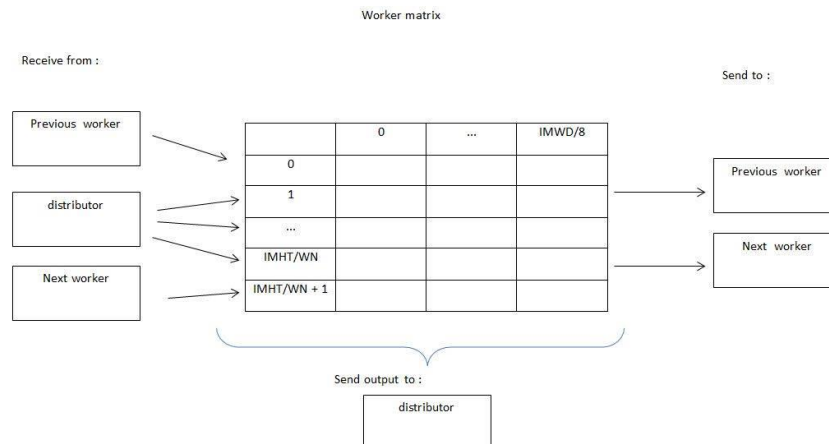 Worker matrix
Receive from :
Send to :
Previous worker
0 ... IMWD/8
0
Previous worker
distributor
1
...
Next worker
IMHT/WN
Next worker
IMHT/WN + 1
Send output to :
distributor